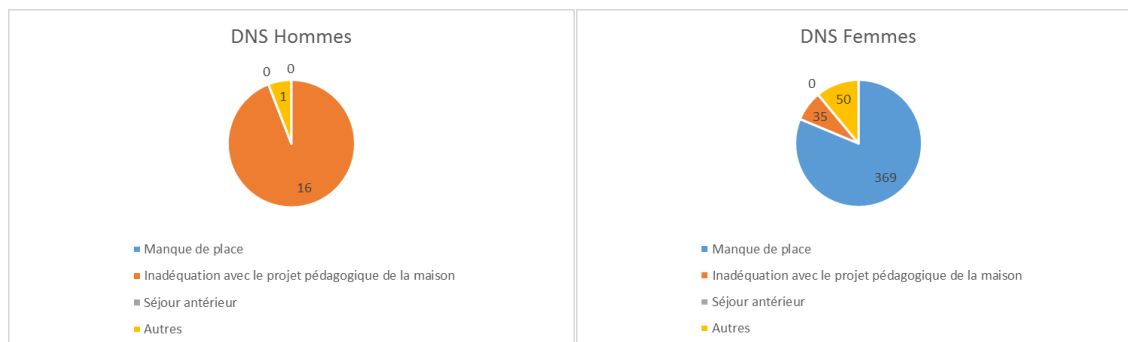 DNS Hommes
0
0
1
16
Manque de place
Inadéquation avec le projet pédagogique de la maison
Séjour antérieur
Autres
DNS Femmes
0
50
35
369
Manque de place
Inadéquation avec le projet pédagogique de la maison
Séjour antérieur
Autres